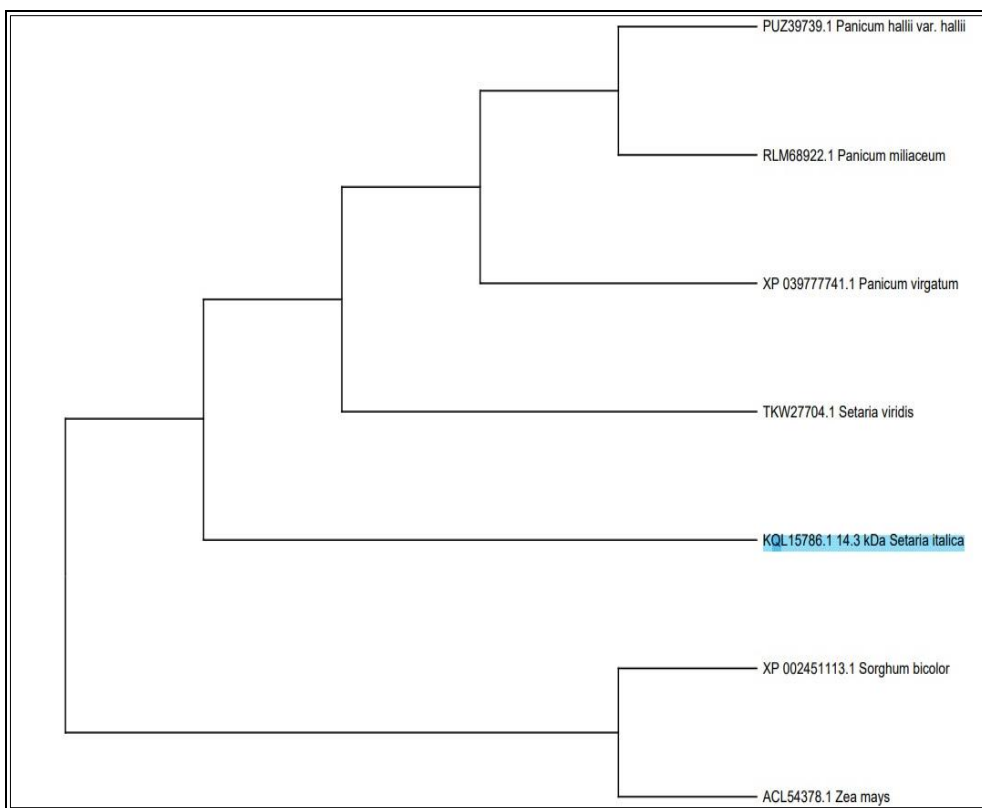 PUZ39739.1 Panicum hallii var. hallii
RLM68922.1 Panicum miliaceum
XP 039777741.1 Panicum virgatum
TKW27704.1 Setaria viridis
KQL15786.1 14.3 kDa Setaria italica
XP 002451113.1 Sorghum bicolor
ACL54378.1 Zea mays